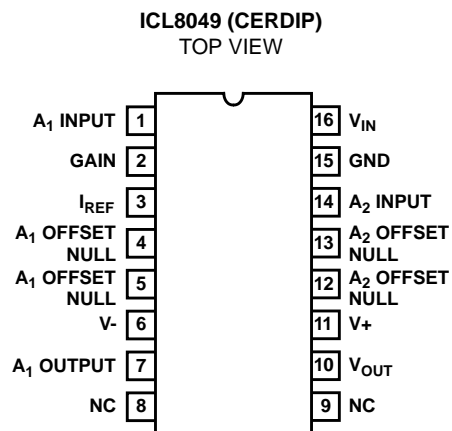 ICL8049 (CERDIP)
TOP VIEW
A1 INPUT 1
GAIN 2
IREF 3
A1 OFFSET
NULL 4
A1 OFFSET
NULL 5
V- 6
A1 OUTPUT 7
NC 8
16 VIN
15 GND
14 A2 INPUT
13 A2 OFFSET
NULL
12 A2 OFFSET
NULL
11 V+
10 VOUT
9 NC